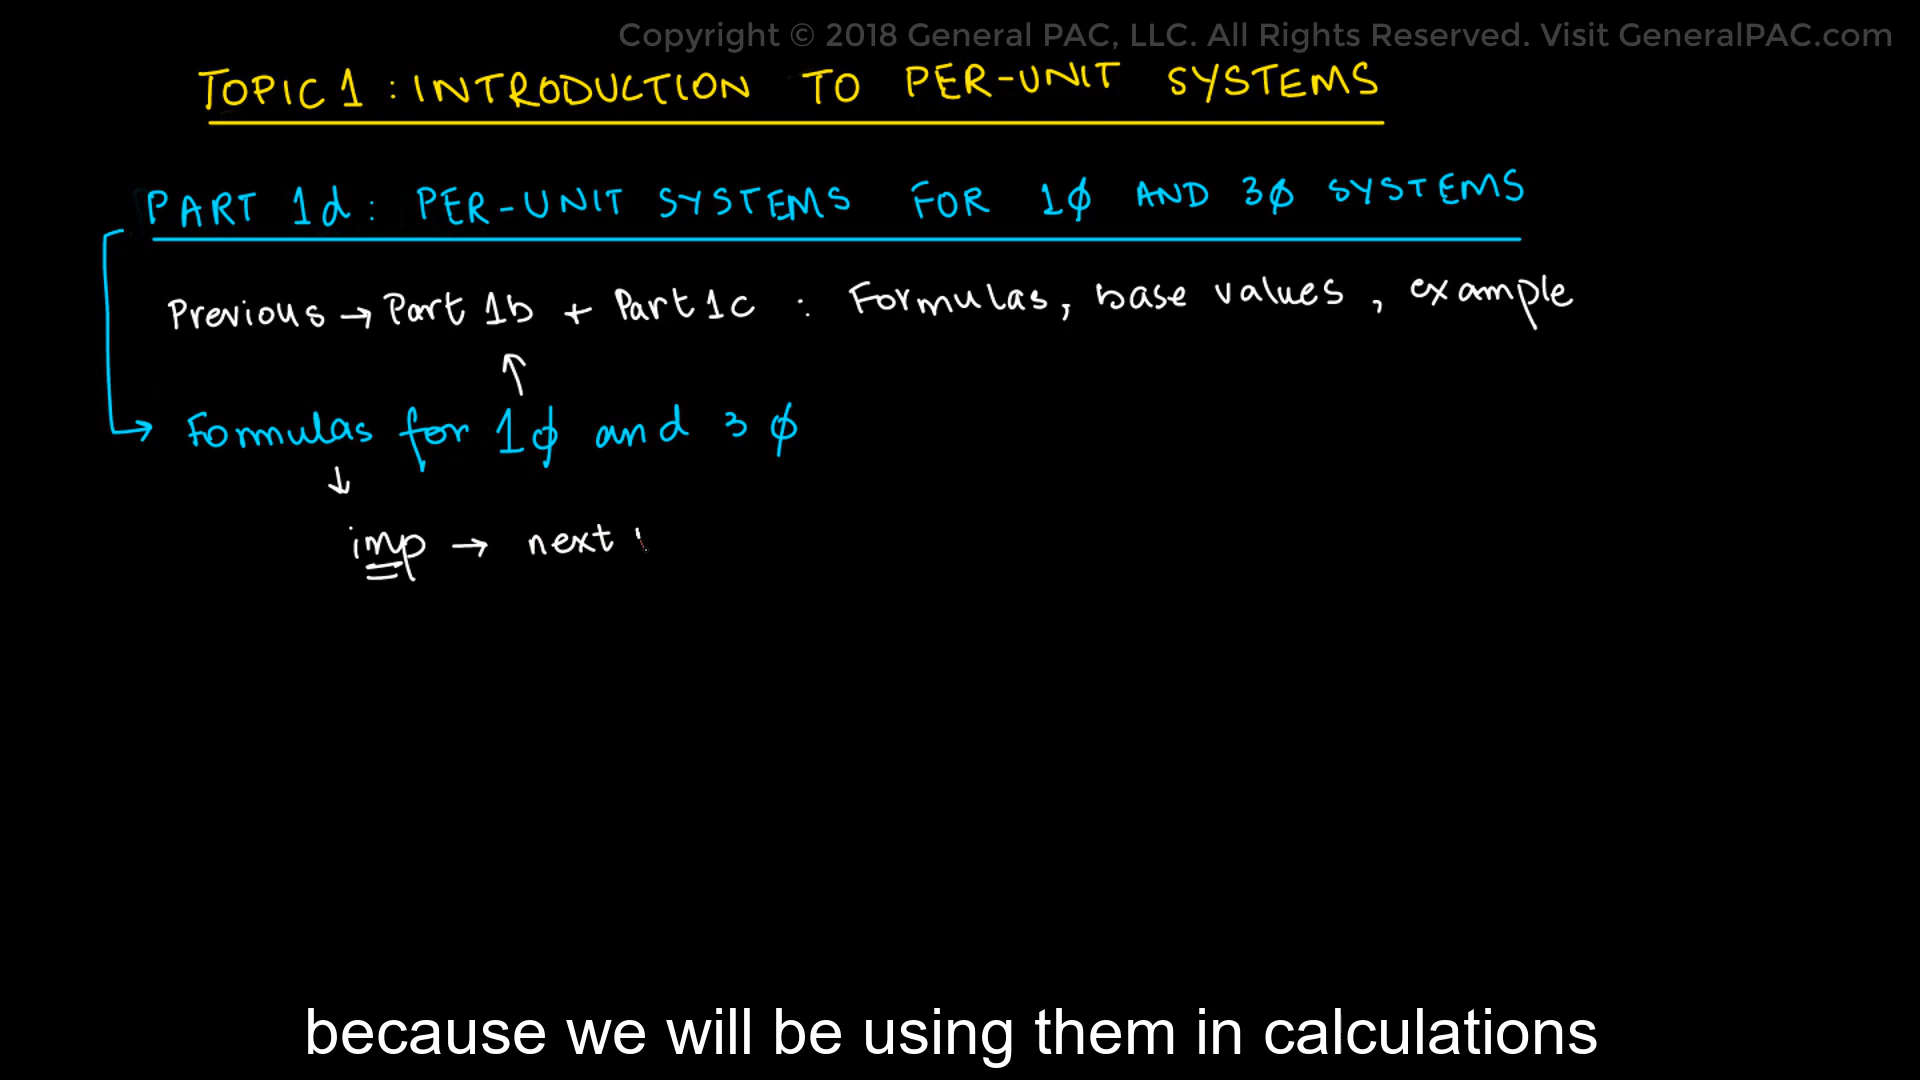 Copyright © 2018 General PAC, LLC. All Rights Reserved. Visit GeneralPAC.com
TOPIC 1 : INTRODUCTION TO PER-UNIT SYSTEMS
PART 1d : PER-UNIT SYSTEMS FOR 1ϕ AND 3ϕ SYSTEMS
Previous → Part 1b + Part 1c : Formulas, base values, example
↑
→ Formulas for 1ϕ and 3ϕ
↓
imp → next
because we will be using them in calculations